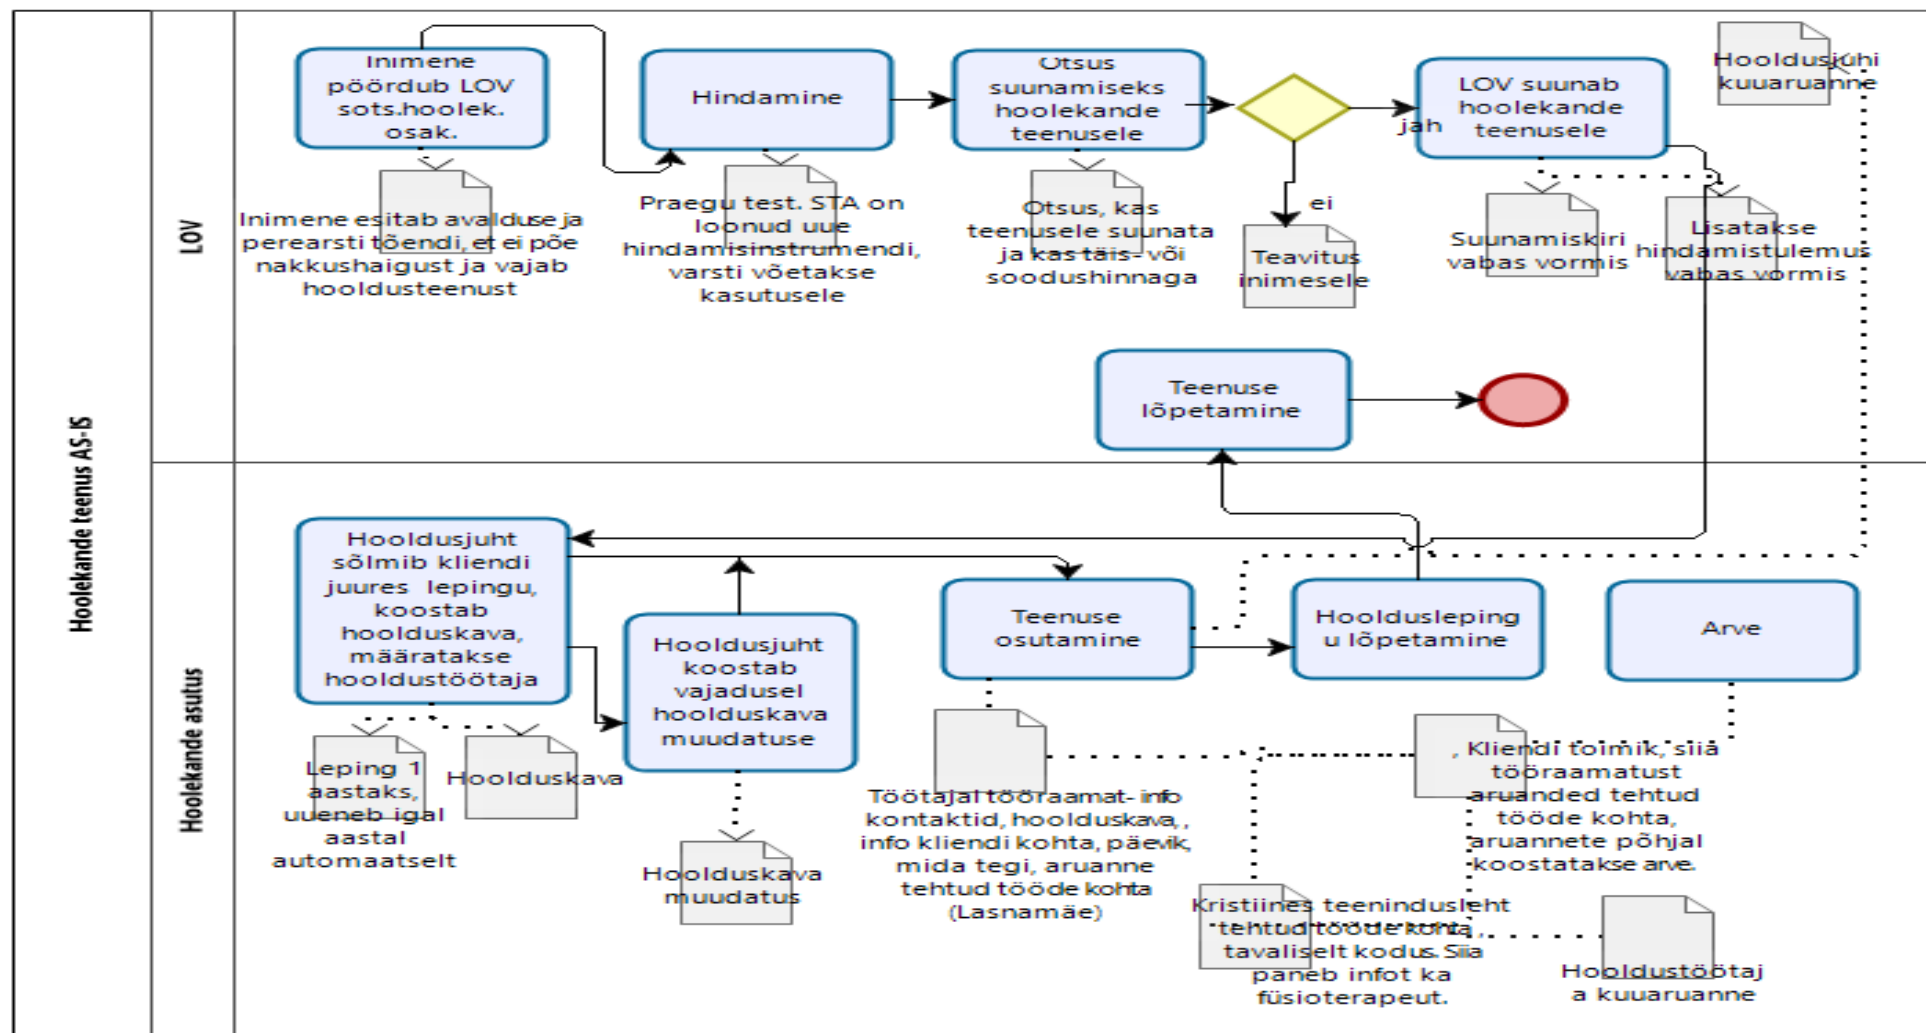 Hoolekande teenus AS-IS
LOV
Inimene
pöördub LOV
sots.hoolek.
osak.
Hindamine
Otsus
suunamiseks
hoolekande
teenusele
jah
ei
LOV suunab
hoolekande
teenusele
Hooldusjuhi
kuuaruanne
Inimene esitab avalduse ja
perearsti tõendi, et ei põe
nakkushaigust ja vajab
hooldusteenust
Praegu test. STA on
loonud uue
hindamisinstrumendi,
varsti võetakse
kasutusele
Otsus, kas
teenusele suunata
ja kas täis- või
soodushinnaga
Teavitus
inimesele
Suunamiskiri
vabas vormis
Lisatakse
hindamistulemus
vabas vormis
Teenuse
lõpetamine
Hoolekande asutus
Hooldusjuht
sõlmib kliendi
juures lepingu,
koostab
hoolduskava,
määratakse
hooldustöötaja
Hooldusjuht
koostab
vajadusel
hoolduskava
muudatuse
Teenuse
osutamine
Hoolduseleping
u lõpetamine
Arve
Leping 1
aastaks,
uueneb igal
aastal
automaatselt
Hoolduskava
Hoolduskava
muudatus
Töötajal tööraamat- info
kontaktid, hoolduskava, ,
info kliendi kohta, päevik,
mida tegi, aruanne
tehtud tööde kohta
(Lasnamäe)
, Kliendi toimik, siia
tööraamatust
aruanded tehtud
tööde kohta,
aruannete põhjal
koostatakse arve.
Kristiines teenindusleht
tehtud tööde kohta ,
tavaliselt kodus. Siia
paneb infot ka
füsioterapeut.
Hooldustöötaj
a kuuaruanne